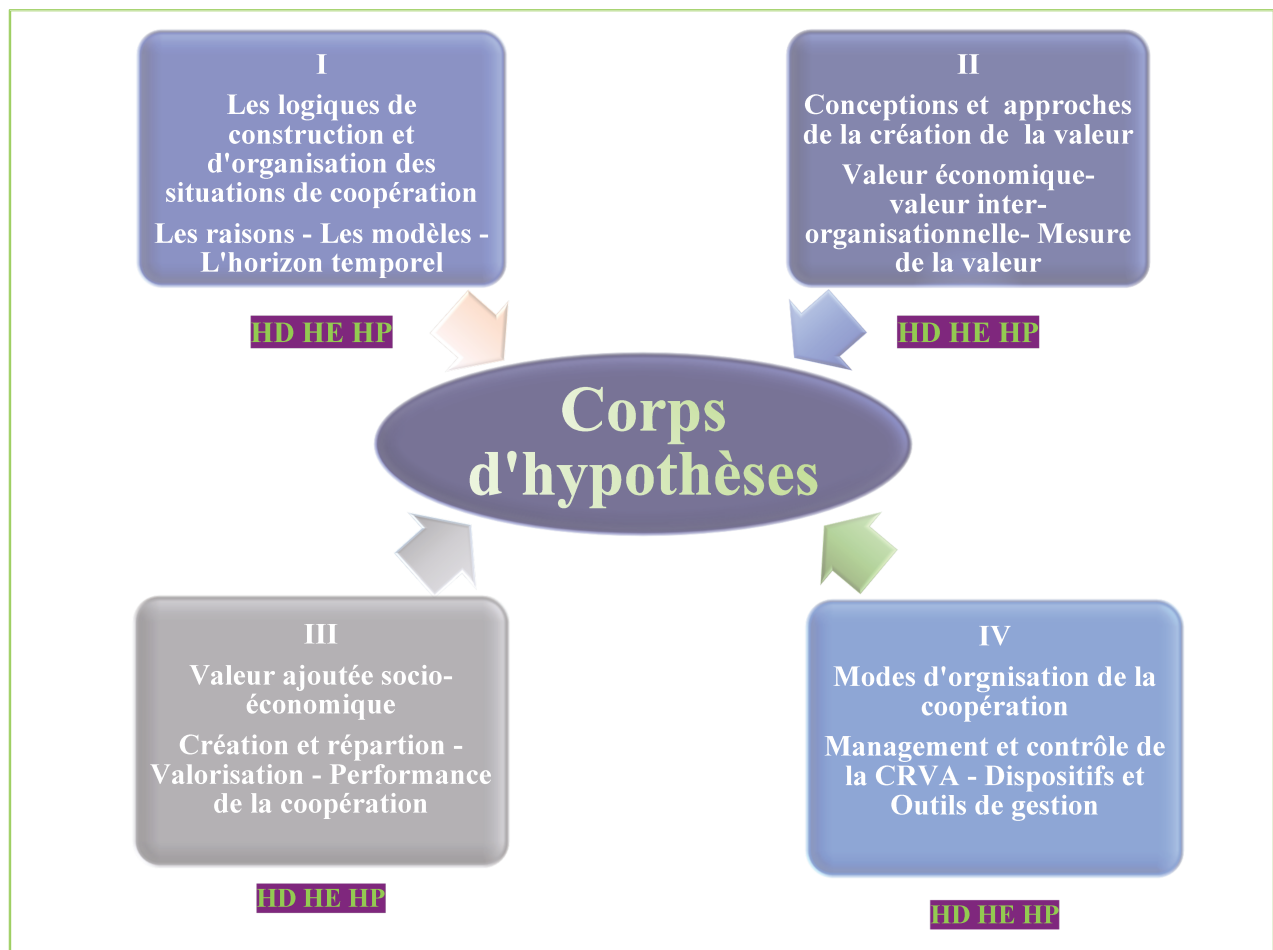 I
Les logiques de
construction et
d'organisation des
situations de coopération
Les raisons - Les modèles -
L'horizon temporel
HD HE HP
II
Conceptions et approches
de la création de la valeur
Valeur économique-
valeur inter-
organisationnelle- Mesure
de la valeur
HD HE HP
Corps
d'hypothèses
III
Valeur ajoutée socio-
économique
Création et répartion -
Valorisation - Performance
de la coopération
HD HE HP
IV
Modes d'orgnisation de la
coopération
Management et contrôle de
la CRVA - Dispositifs et
Outils de gestion
HD HE HP